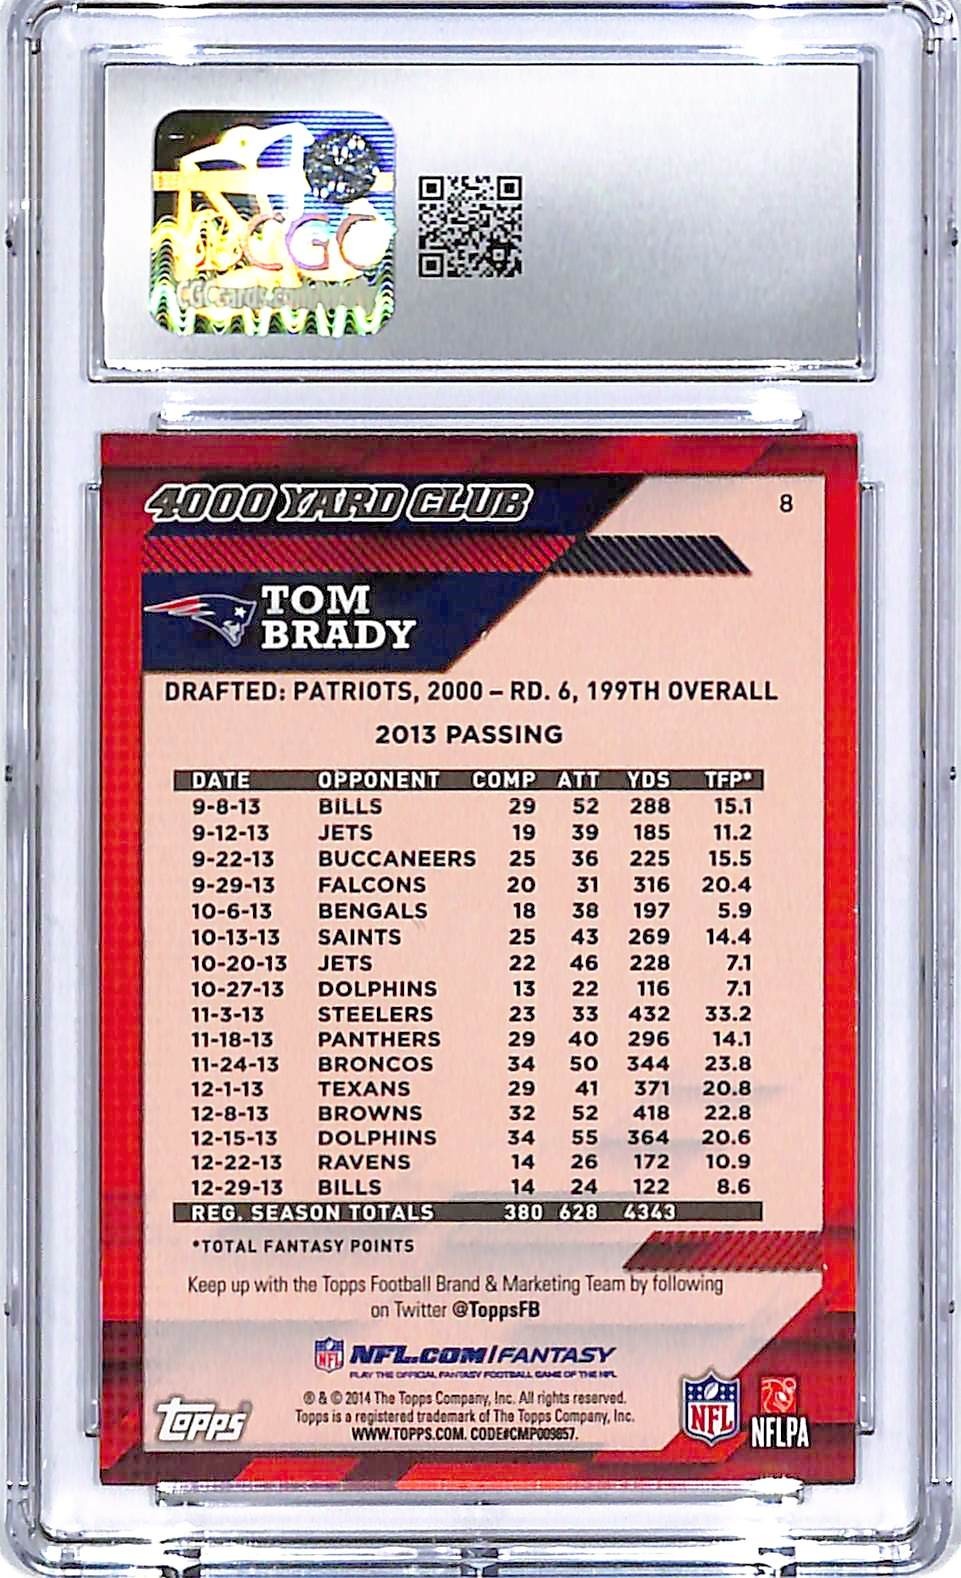 CGC
CGCcards.com
4000 YARD CLUB
8
TOM
BRADY
DRAFTED: PATRIOTS, 2000 – RD. 6, 199TH OVERALL
2013 PASSING
DATE OPPONENT COMP ATT YDS TFP*
9-8-13 BILLS 29 52 288 15.1
9-12-13 JETS 19 39 185 11.2
9-22-13 BUCCANEERS 25 36 225 15.5
9-29-13 FALCONS 20 31 316 20.4
10-6-13 BENGALS 18 38 197 5.9
10-13-13 SAINTS 25 43 269 14.4
10-20-13 JETS 22 46 228 7.1
10-27-13 DOLPHINS 13 22 116 7.1
11-3-13 STEELERS 23 33 432 33.2
11-18-13 PANTHERS 29 40 296 14.1
11-24-13 BRONCOS 34 50 344 23.8
12-1-13 TEXANS 29 41 371 20.8
12-8-13 BROWNS 32 52 418 22.8
12-15-13 DOLPHINS 34 55 364 20.6
12-22-13 RAVENS 14 26 172 10.9
12-29-13 BILLS 14 24 122 8.6
REG. SEASON TOTALS 380 628 4343
*TOTAL FANTASY POINTS
Keep up with the Topps Football Brand & Marketing Team by following
on Twitter @ToppsFB
NFL NFL.COM/FANTASY
PLAY THE OFFICIAL FANTASY FOOTBALL GAME OF THE NFL
® & © 2014 The Topps Company, Inc. All rights reserved.
Topps is a registered trademark of The Topps Company, Inc.
WWW.TOPPS.COM. CODE#CMP009857.
topps
NFL
NFLPA